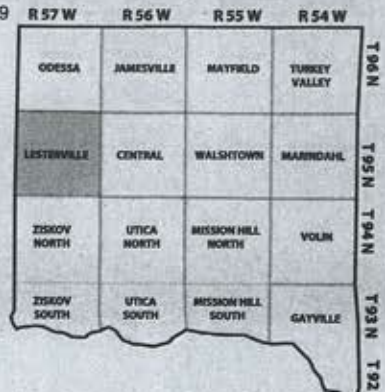 9
R 57 W R 56 W R 55 W R 54 W
ODESSA JAMESVILLE MAYFIELD TURKEY VALLEY
T 96 N
LESTERVILLE CENTRAL WALSHTOWN MARINDAHL
T 95 N
ZISKOV NORTH UTICA NORTH MISSION HILL NORTH VOLIN
T 94 N
ZISKOV SOUTH UTICA SOUTH MISSION HILL SOUTH GAYVILLE
T 93 N
T 92